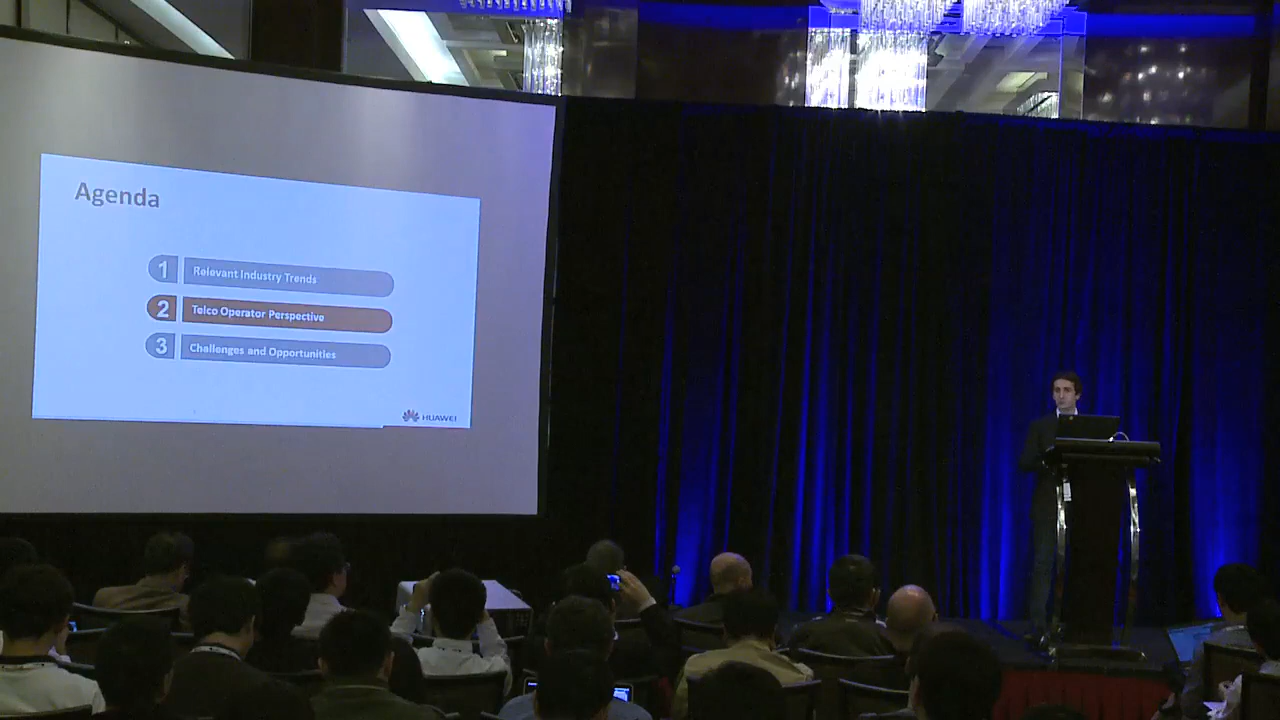 Agenda
1 Relevant Industry Trends
2 Telco Operator Perspective
3 Challenges and Opportunities
HUAWEI